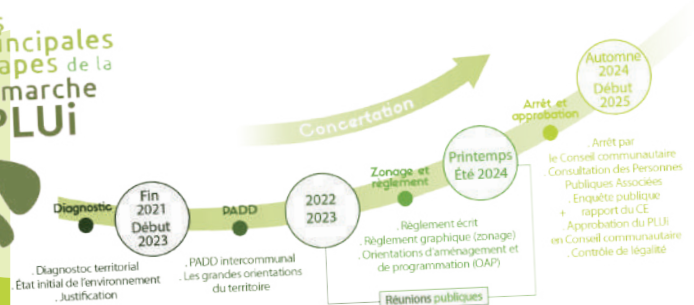 incipales
apes de la
marche
PLUi
Concertation
Diagnostic
Fin
2021
Début
2023
. Diagnostoc territorial
. État initial de l'environnement
. Justification
PADD
2022
2023
. PADD intercommunal
. Les grandes orientations
du territoire
Zonage et
règlement
Printemps
Été 2024
. Règlement écrit
. Règlement graphique (zonage)
. Orientations d'aménagement et
de programmation (OAP)
Réunions publiques
Arrêt et
approbation
Automne
2024
Début
2025
. Arrêt par
le Conseil communautaire
Consultation des Personnes
Publiques Associées
. Enquête publique
+ rapport du CE
. Approbation du PLUi
en Conseil communautaire
. Contrôle de légalité